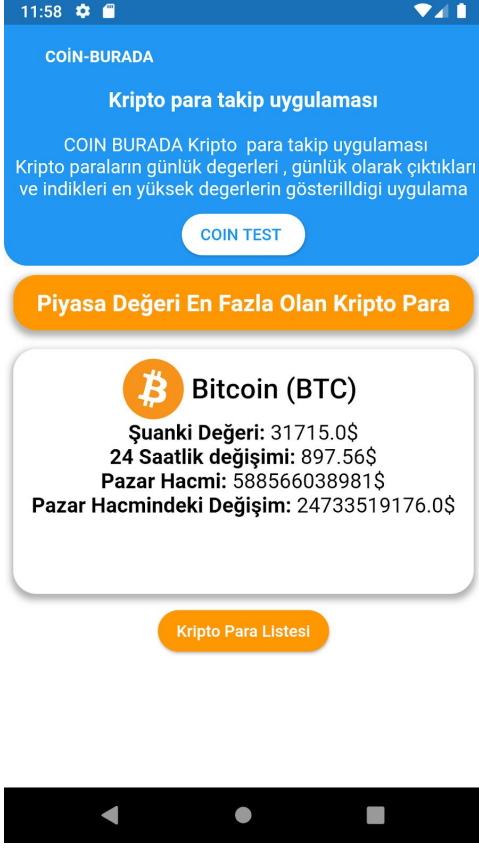 11:58
COİN-BURADA
Kripto para takip uygulaması
COIN BURADA Kripto  para takip uygulaması
Kripto paraların günlük degerleri , günlük olarak çıktıkları
ve indikleri en yüksek degerlerin gösterilldigi uygulama
COIN TEST
Piyasa Değeri En Fazla Olan Kripto Para
Bitcoin (BTC)
Şuanki Değeri: 31715.0$
24 Saatlik değişimi: 897.56$
Pazar Hacmi: 588566038981$
Pazar Hacmindeki Değişim: 24733519176.0$
Kripto Para Listesi